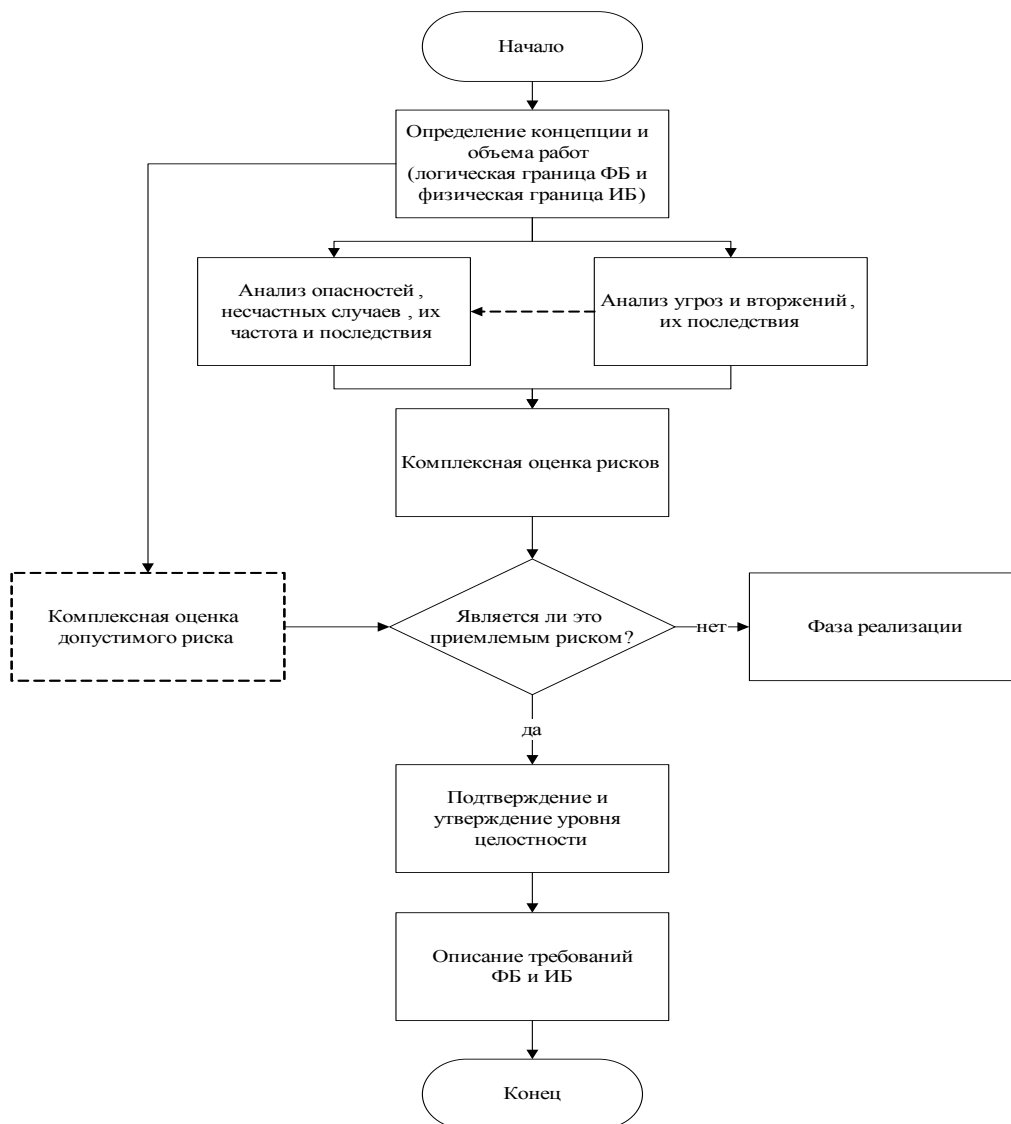 Начало
Определение концепции и
объема работ
(логическая граница ФБ и
физическая граница ИБ)
Анализ опасностей ,
несчастных случаев , их
частота и последствия
Анализ угроз и вторжений ,
их последствия
Комплексная оценка рисков
Комплексная оценка
допустимого риска
Является ли это
приемлемым риском?
нет
Фаза реализации
да
Подтверждение и
утверждение уровня
целостности
Описание требований
ФБ и ИБ
Конец